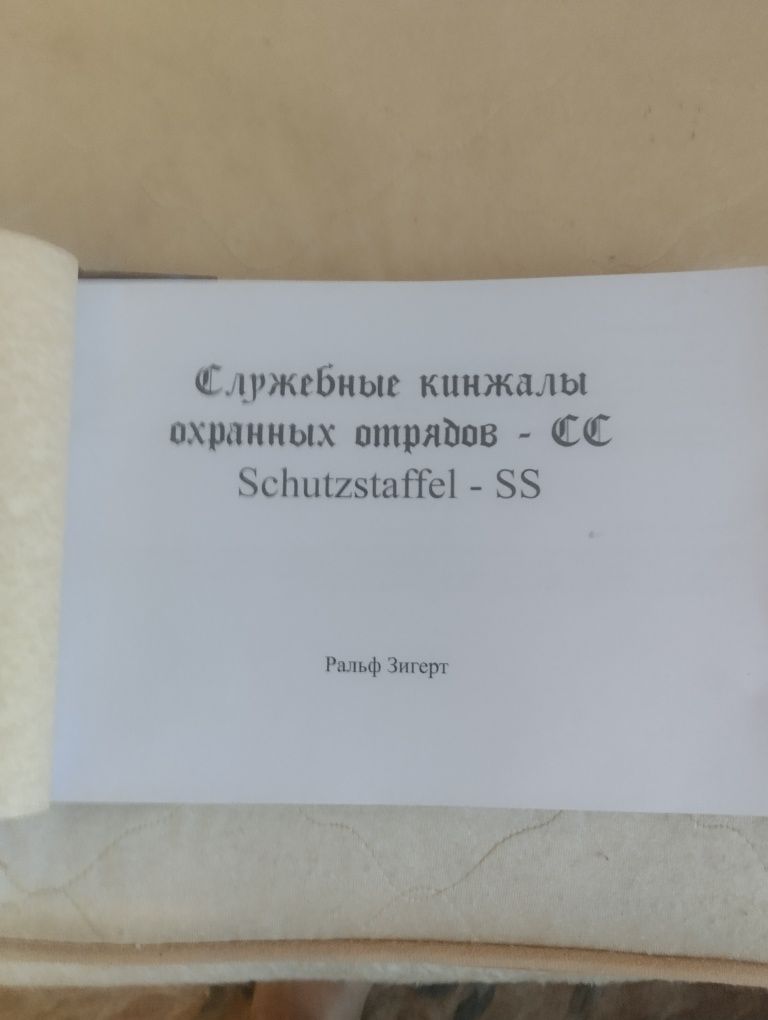 Служебные кинжалы
охранных отрядов - СС
Schutzstaffel - SS
Ральф Зигерт